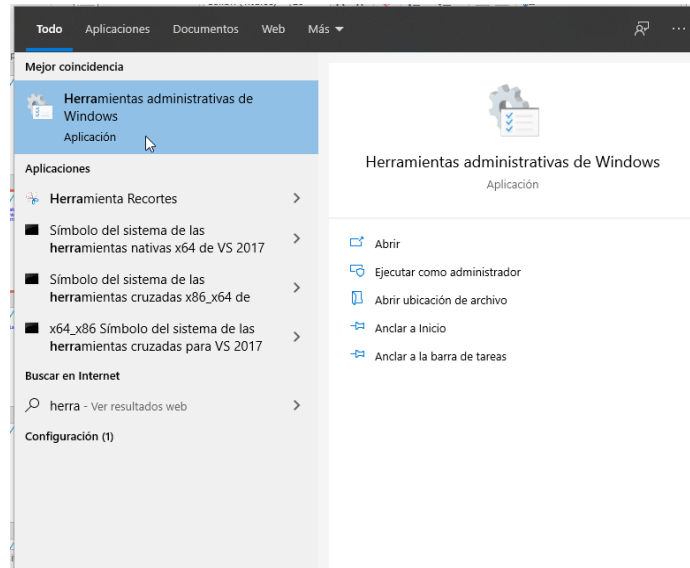 Todo Aplicaciones Documentos Web Más
Mejor coincidencia
Herramientas administrativas de
Windows
Aplicación
Aplicaciones
Herramienta Recortes
Símbolo del sistema de las
herramientas nativas x64 de VS 2017
Símbolo del sistema de las
herramientas cruzadas x86_x64 de
x64_x86 Símbolo del sistema de las
herramientas cruzadas para VS 2017
Buscar en Internet
herra - Ver resultados web
Configuración (1)
Herramientas administrativas de Windows
Aplicación
Abrir
Ejecutar como administrador
Abrir ubicación de archivo
Anclar a Inicio
Anclar a la barra de tareas